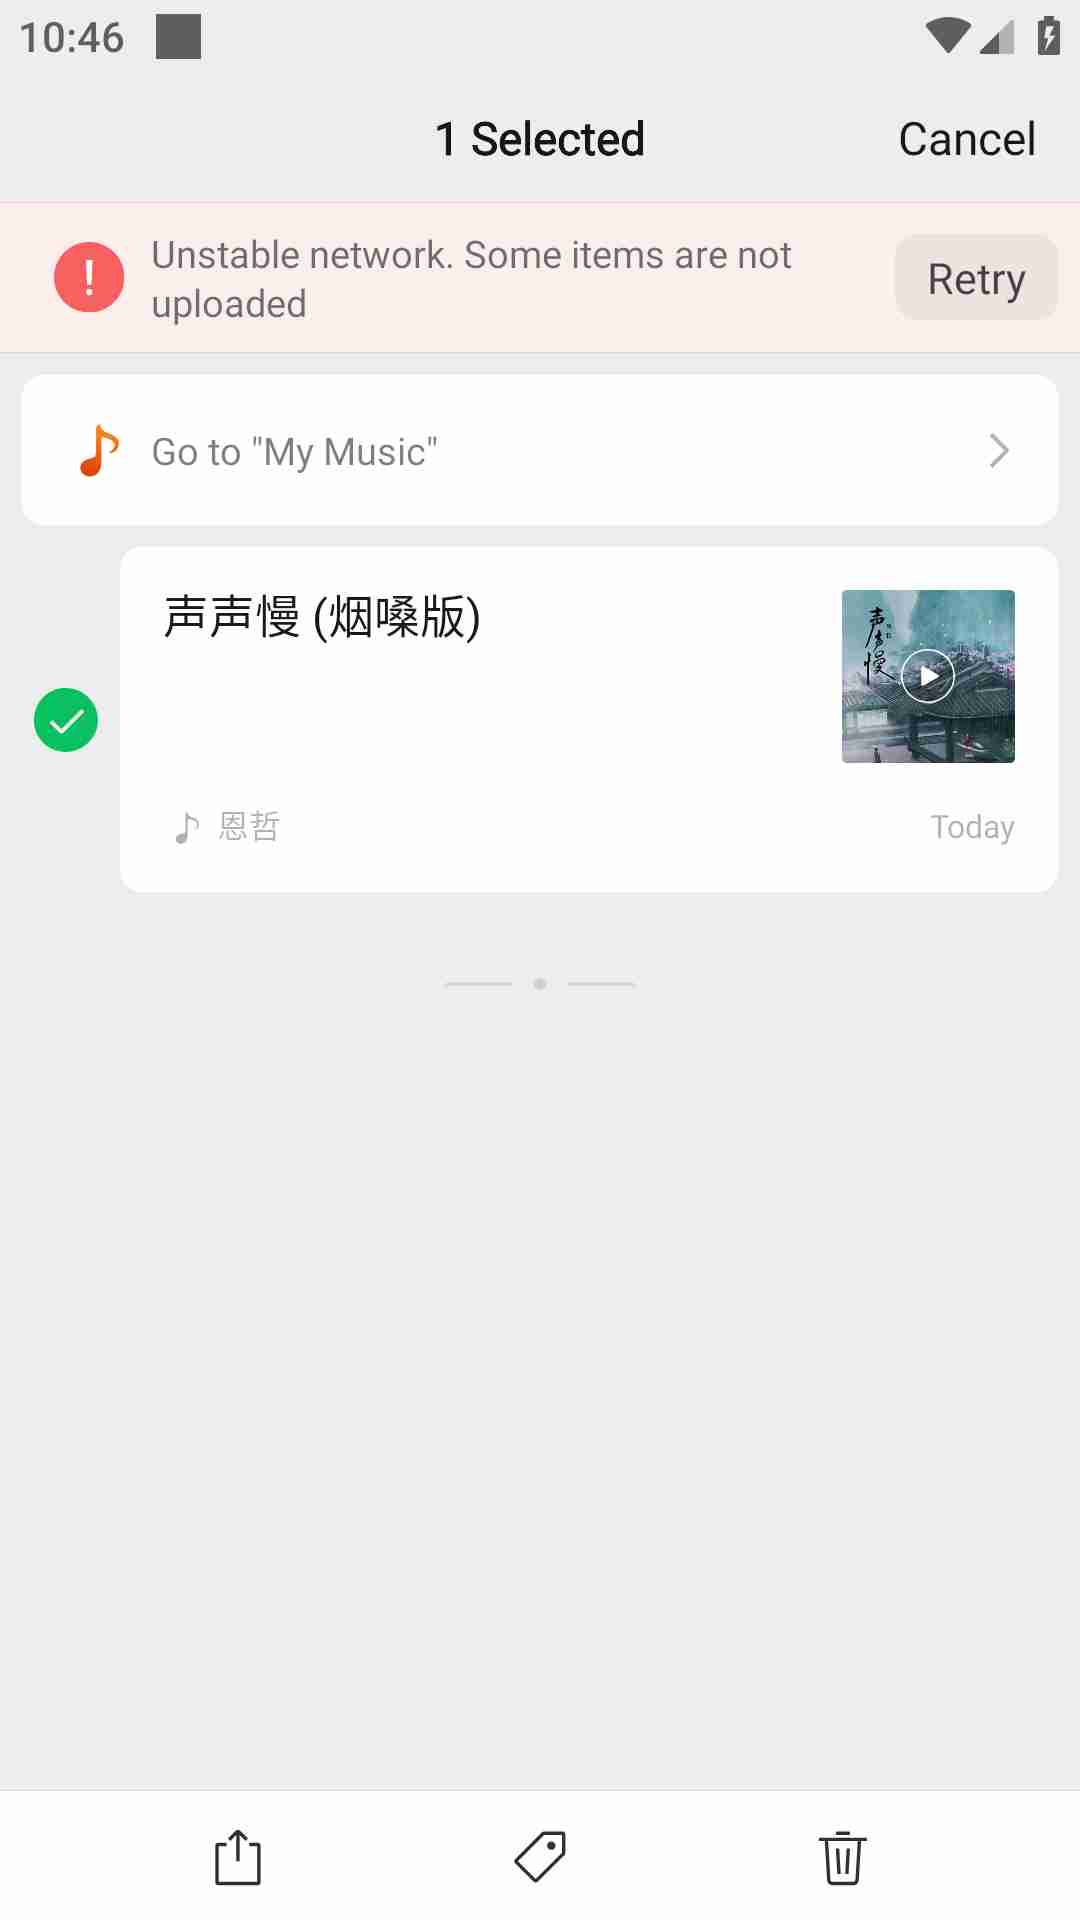 10:46
1 Selected
Cancel
Unstable network. Some items are not
uploaded
Retry
Go to "My Music"
声声慢 (烟嗓版)
声声慢
恩哲
Today